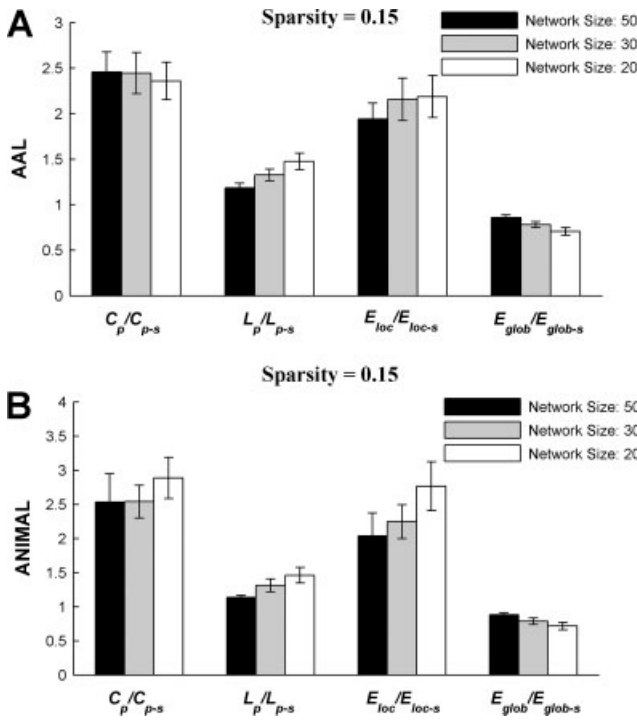 A
Sparsity = 0.15
Network Size: 50
Network Size: 30
Network Size: 20
3
2.5
2
1.5
1
0.5
0
AAL
Cp/Cp-s
Lp/Lp-s
Eloc/Eloc-s
Eglob/Eglob-s
B
Sparsity = 0.15
Network Size: 50
Network Size: 30
Network Size: 20
4
3.5
3
2.5
2
1.5
1
0.5
0
ANIMAL
Cp/Cp-s
Lp/Lp-s
Eloc/Eloc-s
Eglob/Eglob-s